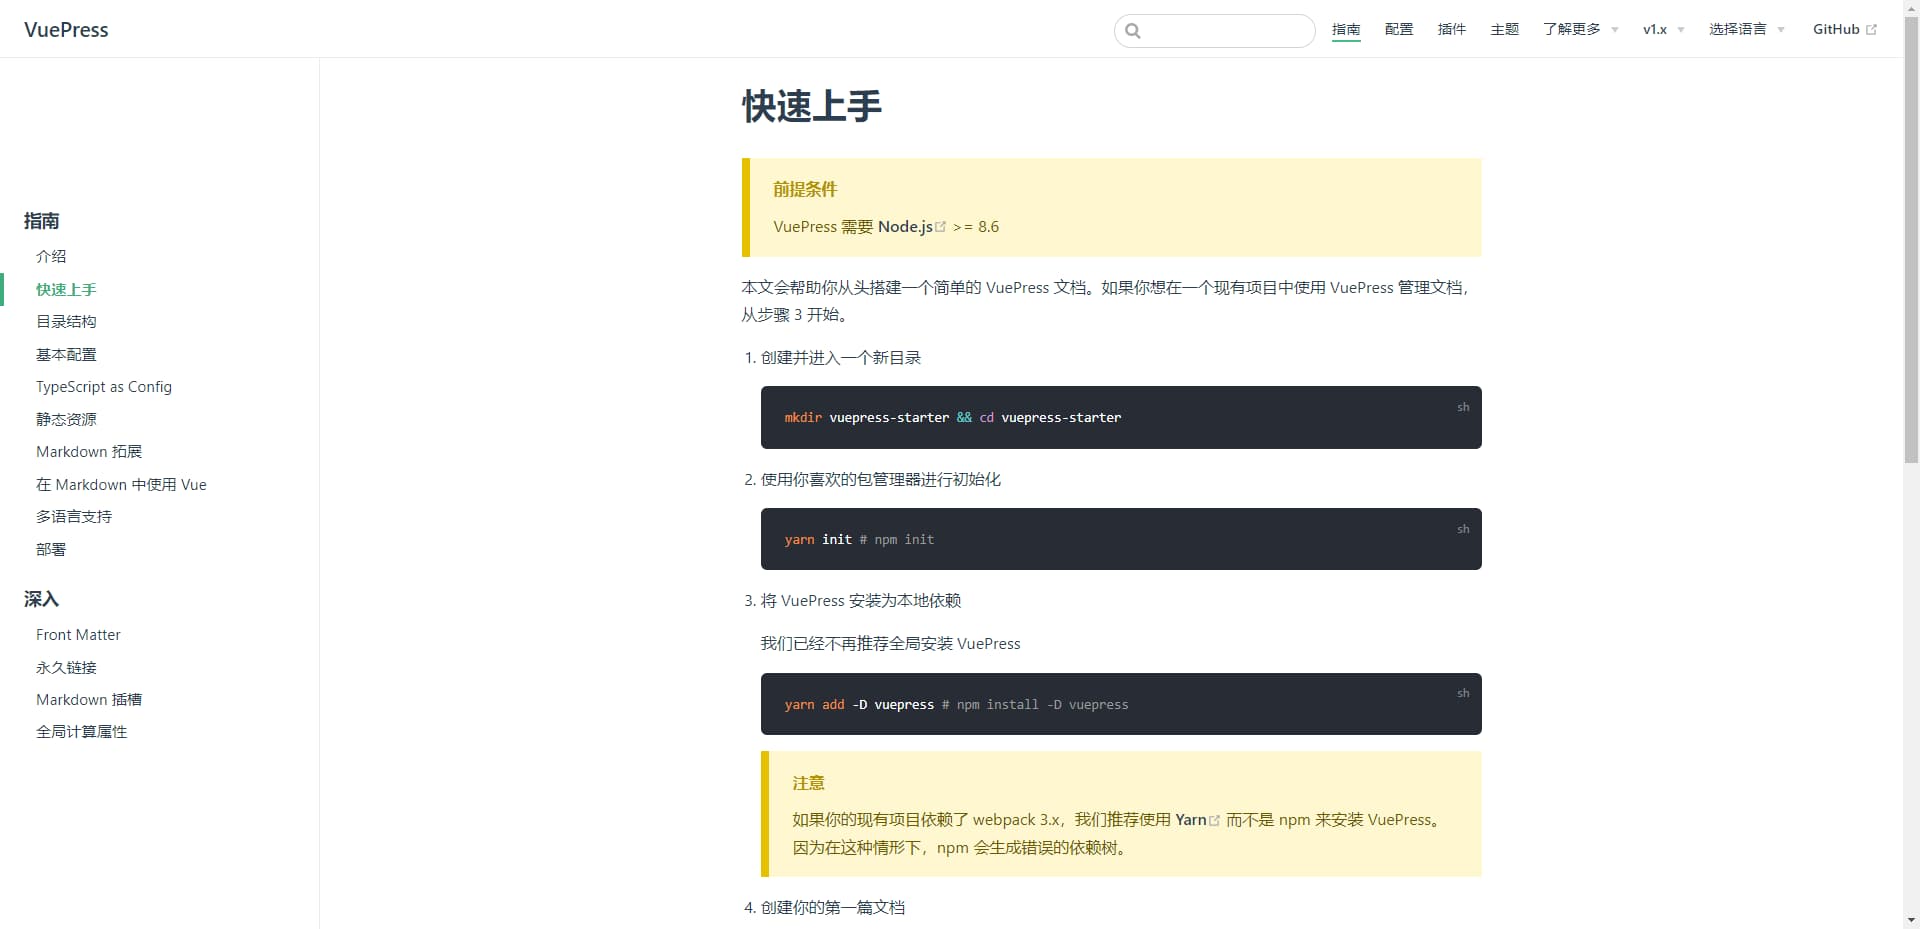 VuePress
指南
配置
插件
主题
了解更多
v1.x
选择语言
GitHub
指南
介绍
快速上手
目录结构
基本配置
TypeScript as Config
静态资源
Markdown 拓展
在 Markdown 中使用 Vue
多语言支持
部署
深入
Front Matter
永久链接
Markdown 插槽
全局计算属性
快速上手
前提条件
VuePress 需要 Node.js >= 8.6
本文会帮助你从头搭建一个简单的 VuePress 文档。如果你想在一个现有项目中使用 VuePress 管理文档，
从步骤 3 开始。
1. 创建并进入一个新目录
sh
mkdir vuepress-starter && cd vuepress-starter
2. 使用你喜欢的包管理器进行初始化
sh
yarn init # npm init
3. 将 VuePress 安装为本地依赖
我们已经不再推荐全局安装 VuePress
sh
yarn add -D vuepress # npm install -D vuepress
注意
如果你的现有项目依赖了 webpack 3.x，我们推荐使用 Yarn 而不是 npm 来安装 VuePress。
因为在这种情形下，npm 会生成错误的依赖树。
4. 创建你的第一篇文档